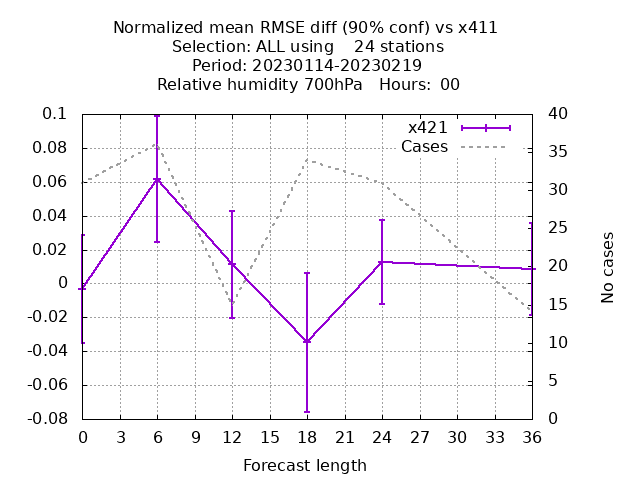 Normalized mean RMSE diff (90% conf) vs x411
Selection: ALL using    24 stations
Period: 20230114-20230219
Relative humidity 700hPa   Hours:  00
0.1
0.08
0.06
0.04
0.02
0
-0.02
-0.04
-0.06
-0.08
x421
Cases
40
35
30
25
20
15
10
5
0
No cases
0 3 6 9 12 15 18 21 24 27 30 33 36
Forecast length